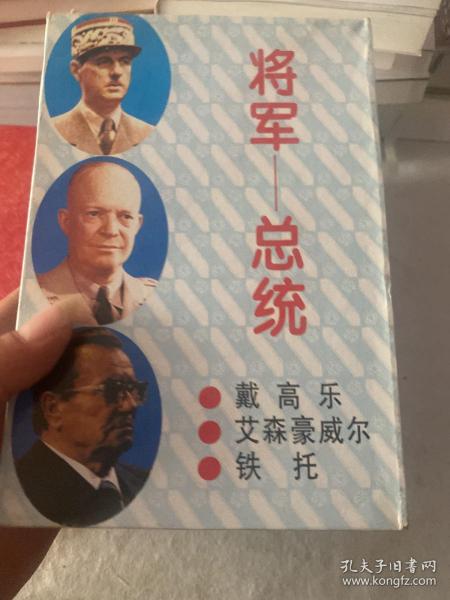 将军——总统
● 戴高乐
● 艾森豪威尔
● 铁托
孔夫子旧书网
www.kongfz.com